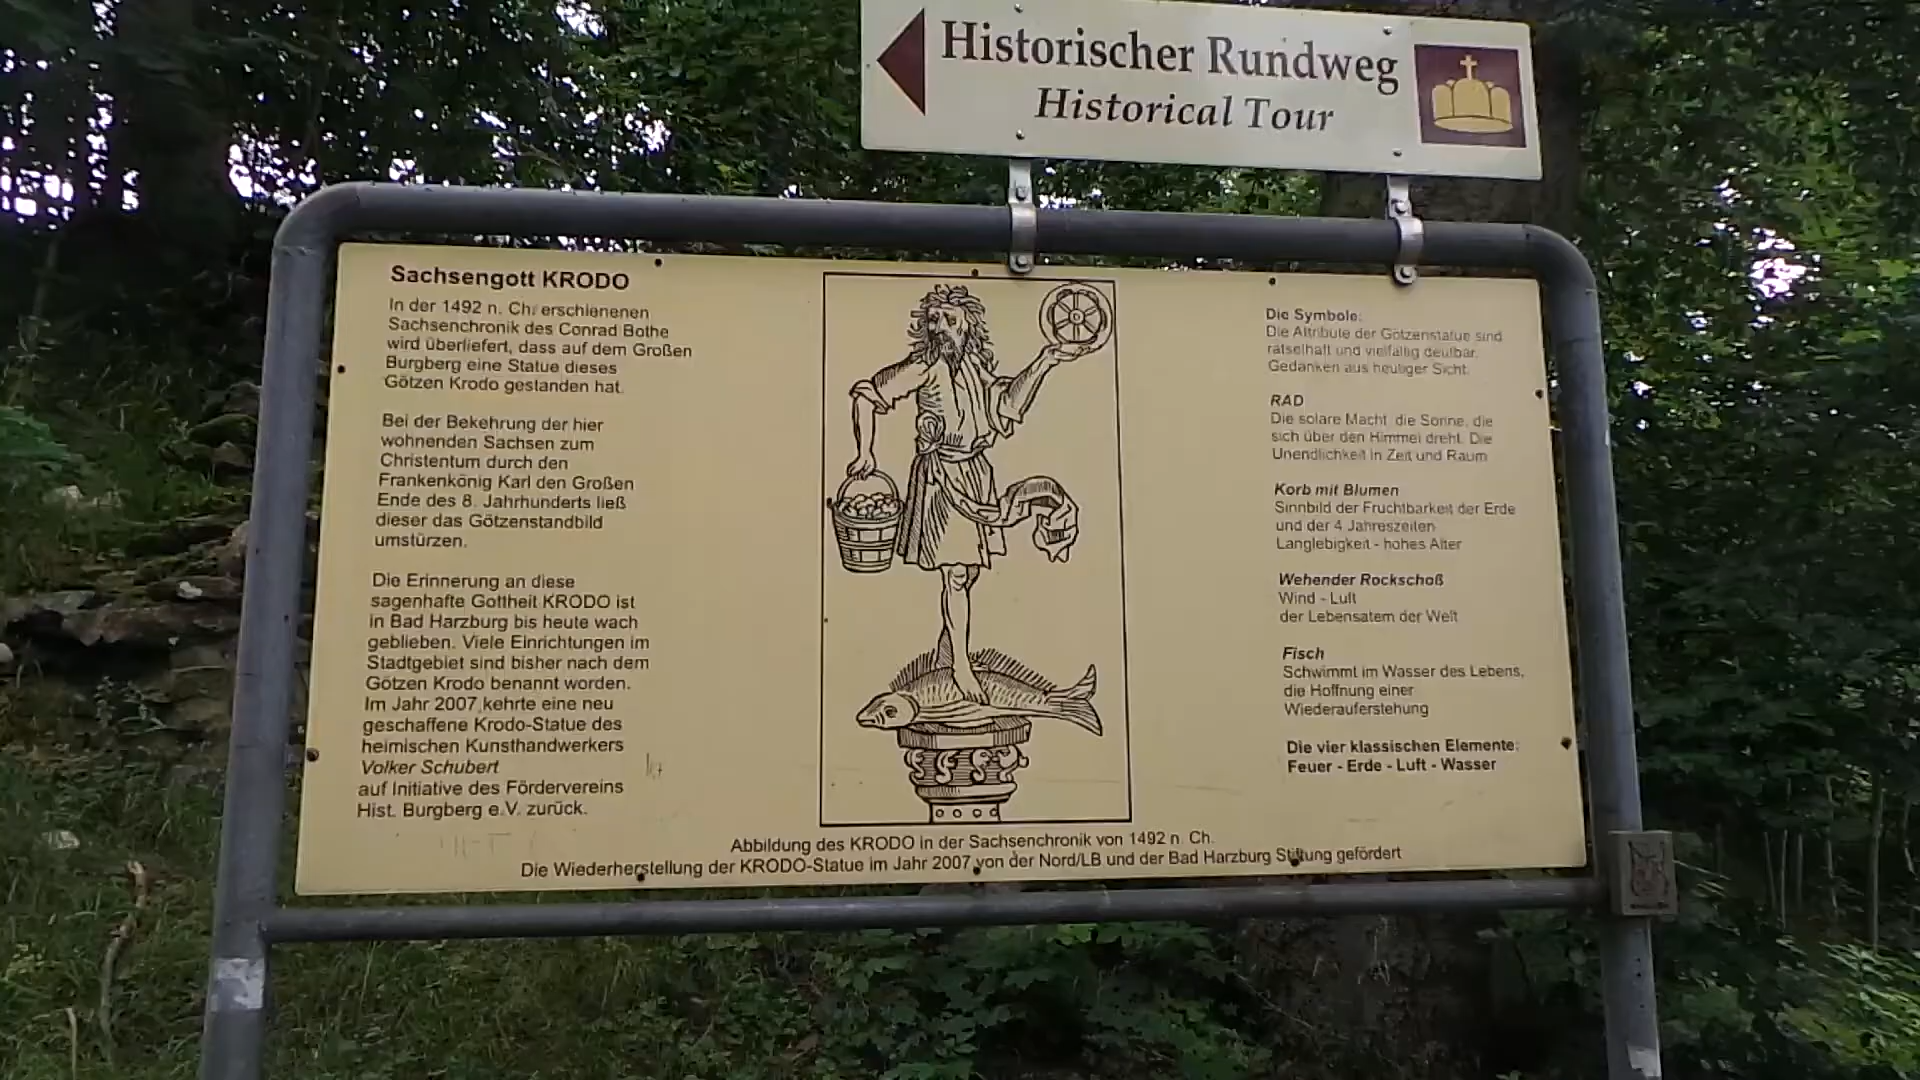 Historischer Rundweg
Historical Tour
Sachsengott KRODO
In der 1492 n. Chr erschienenen
Sachsenchronik des Conrad Bothe
wird überliefert, dass auf dem Großen
Burgberg eine Statue dieses
Götzen Krodo gestanden hat.
Bei der Bekehrung der hier
wohnenden Sachsen zum
Christentum durch den
Frankenkönig Karl den Großen
Ende des 8. Jahrhunderts ließ
dieser das Götzenstandbild
umstürzen.
Die Erinnerung an diese
sagenhafte Gottheit KRODO ist
in Bad Harzburg bis heute wach
geblieben. Viele Einrichtungen im
Stadtgebiet sind bisher nach dem
Götzen Krodo benannt worden.
Im Jahr 2007 kehrte eine neu
geschaffene Krodo-Statue des
heimischen Kunsthandwerkers
Volker Schubert
auf Initiative des Fördervereins
Hist. Burgberg e.V. zurück.
Die Symbole:
Die Attribute der Götzenstatue sind
rätselhaft und vielfältig deutbar.
Gedanken aus heutiger Sicht.
RAD
Die solare Macht, die Sonne, die
sich über den Himmel dreht. Die
Unendlichkeit in Zeit und Raum
Korb mit Blumen
Sinnbild der Fruchtbarkeit der Erde
und der 4 Jahreszeiten
Langlebigkeit - hohes Alter
Wehender Rockschoß
Wind - Luft
der Lebensatem der Welt
Fisch
Schwimmt im Wasser des Lebens,
die Hoffnung einer
Wiederauferstehung
Die vier klassischen Elemente:
Feuer - Erde - Luft - Wasser
Abbildung des KRODO in der Sachsenchronik von 1492 n. Ch.
Die Wiederherstellung der KRODO-Statue im Jahr 2007 von der Nord/LB und der Bad Harzburg Stiftung gefördert